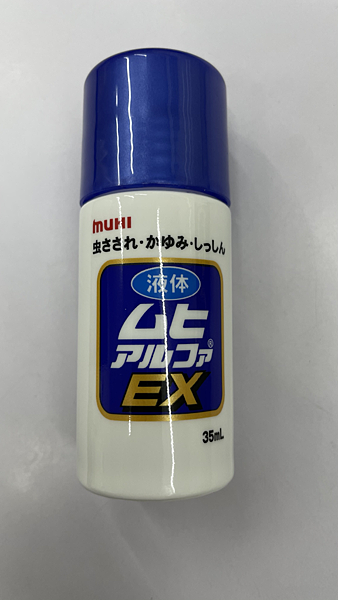 muHI
虫さされ・かゆみ・しっしん
液体
ムヒ
アルファ®
EX
35mL